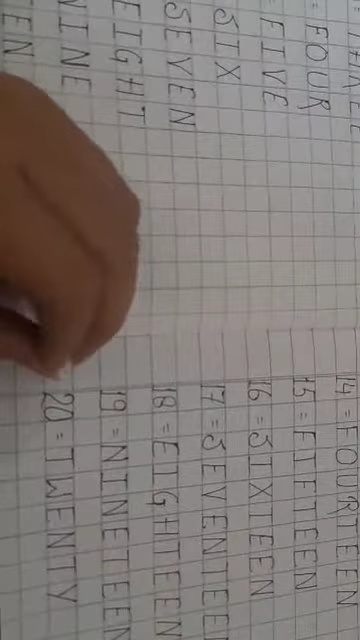 = FOUR
= FIVE
SIX
SEVEN
EIGHT
NINE
14 = FOURTEEN
15 = FIFTEEN
16 = SIXTEEN
17 = SEVENTEEN
18 = EIGHTEEN
19 = NINETEEN
20 = TWENTY